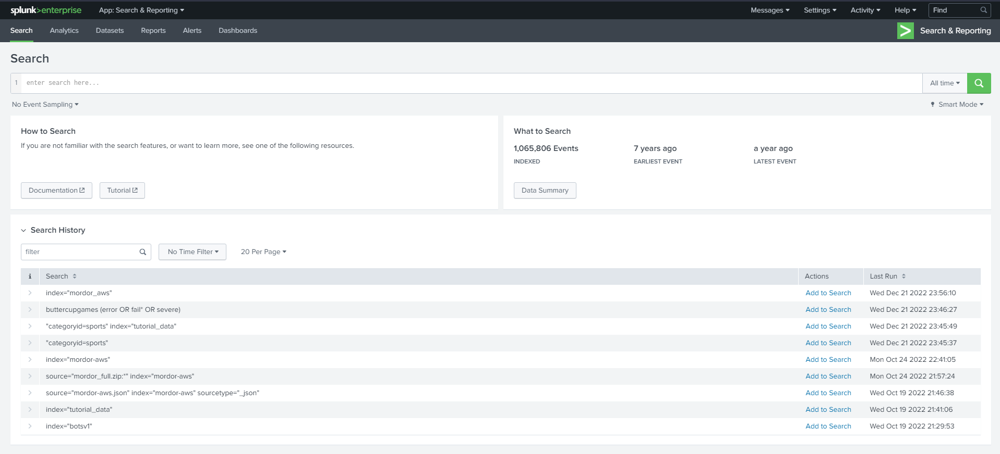 splunk>enterprise App: Search & Reporting Messages Settings Activity Help Find
Search Analytics Datasets Reports Alerts Dashboards Search & Reporting
Search
1 enter search here... All time
No Event Sampling Smart Mode
How to Search
If you are not familiar with the search features, or want to learn more, see one of the following resources.
Documentation Tutorial
What to Search
1,065,806 Events 7 years ago a year ago
INDEXED EARLIEST EVENT LATEST EVENT
Data Summary
Search History
filter No Time Filter 20 Per Page
i Search Actions Last Run
index="mordor_aws" Add to Search Wed Dec 21 2022 23:56:10
buttercupgames (error OR fail* OR severe) Add to Search Wed Dec 21 2022 23:46:27
"categoryid=sports" index="tutorial_data" Add to Search Wed Dec 21 2022 23:45:49
"categoryid=sports" Add to Search Wed Dec 21 2022 23:45:37
index="mordor-aws" Add to Search Mon Oct 24 2022 22:41:05
source="mordor_full.zip:*" index="mordor-aws" Add to Search Mon Oct 24 2022 21:57:24
source="mordor-aws.json" index="mordor-aws" sourcetype="_json" Add to Search Wed Oct 19 2022 21:46:38
index="tutorial_data" Add to Search Wed Oct 19 2022 21:41:06
index="botsv1" Add to Search Wed Oct 19 2022 21:29:53